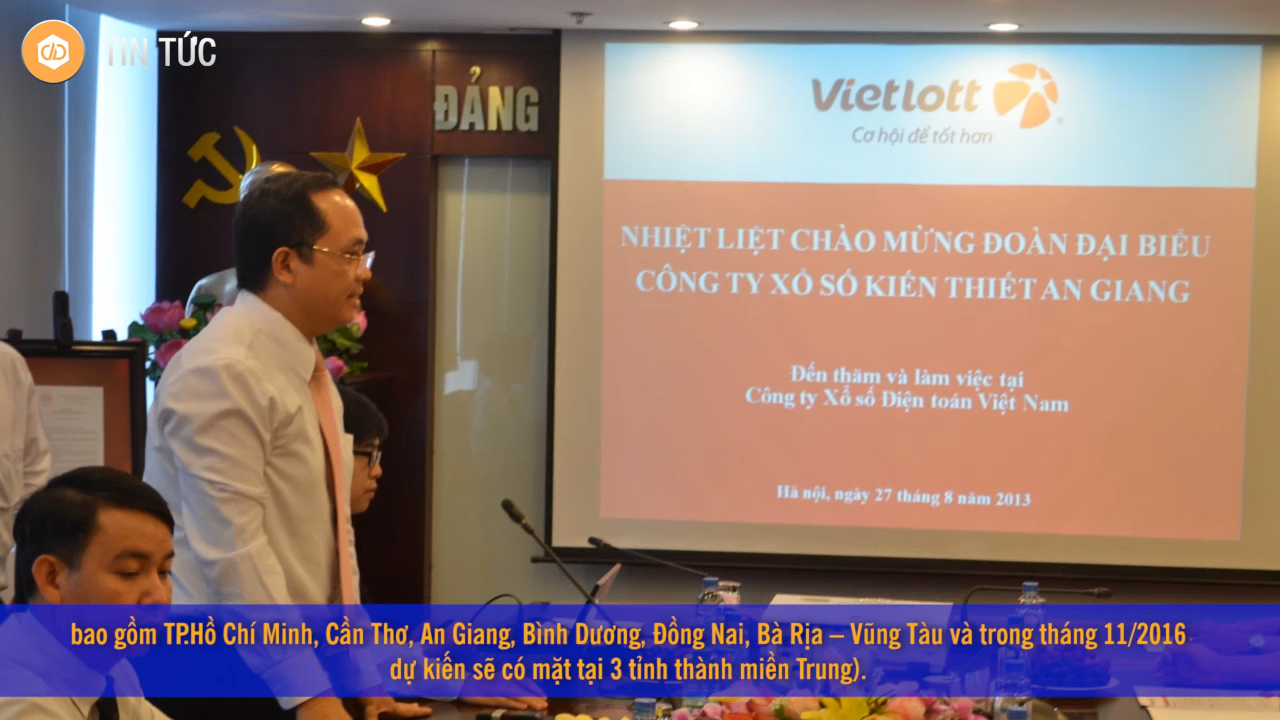 TIN TỨC
ĐẢNG
Vietlott
Cơ hội để tốt hơn
NHIỆT LIỆT CHÀO MỪNG ĐOÀN ĐẠI BIỂU
CÔNG TY XỔ SỐ KIẾN THIẾT AN GIANG
Đến thăm và làm việc tại
Công ty Xổ số Điện toán Việt Nam
Hà nội, ngày 27 tháng 8 năm 2013
bao gồm TP.Hồ Chí Minh, Cần Thơ, An Giang, Bình Dương, Đồng Nai, Bà Rịa – Vũng Tàu và trong tháng 11/2016
dự kiến sẽ có mặt tại 3 tỉnh thành miền Trung).